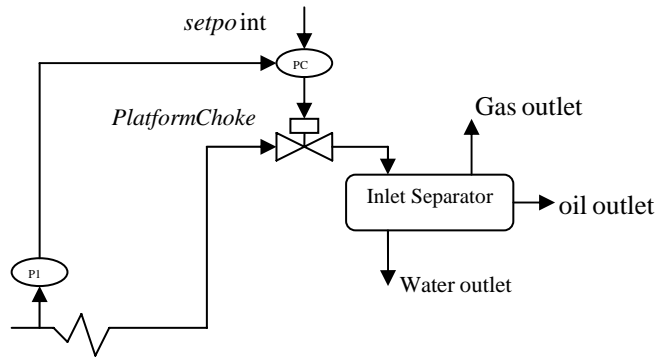 setpoint
PC
PlatformChoke
Gas outlet
Inlet Separator
oil outlet
P1
Water outlet